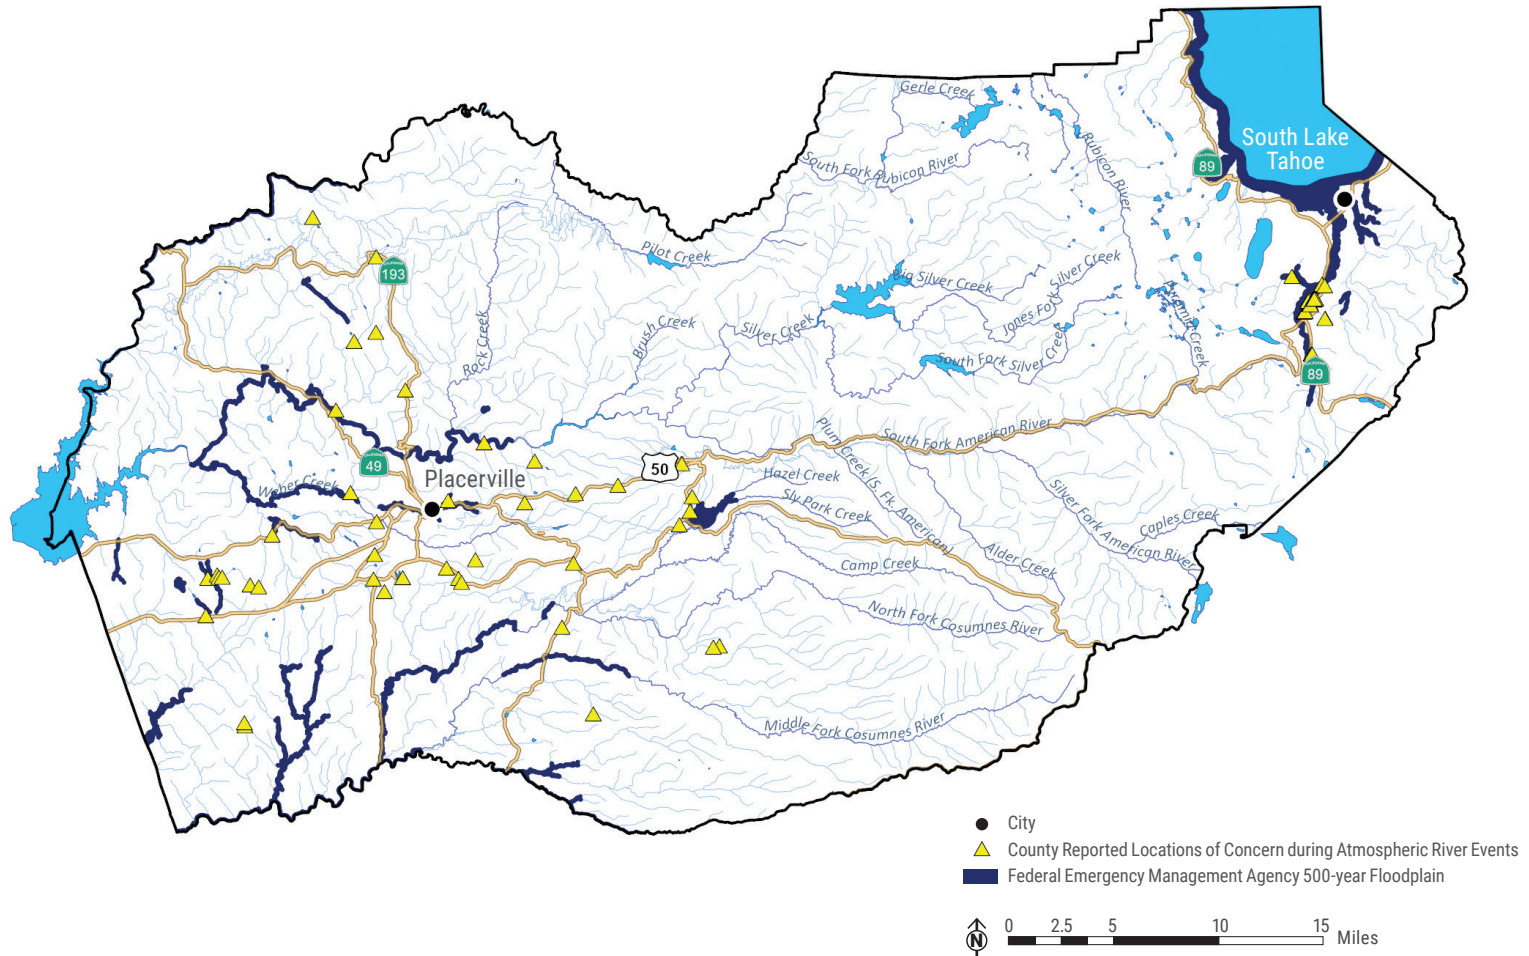 Gerle Creek
South Fork Rubicon River
Rubicon River
South Lake
Tahoe
89
Pilot Creek
193
Big Silver Creek
Jones Fork Silver Creek
Silver Creek
Brush Creek
Rock Creek
South Fork Silver Creek
89
South Fork American River
Plum Creek (S. Fk. American)
49
Placerville
50
Hazel Creek
Weber Creek
Sly Park Creek
Silver Fork American River
Caples Creek
Alder Creek
Camp Creek
North Fork Cosumnes River
Middle Fork Cosumnes River
City
County Reported Locations of Concern during Atmospheric River Events
Federal Emergency Management Agency 500-year Floodplain
N
0 2.5 5 10 15 Miles